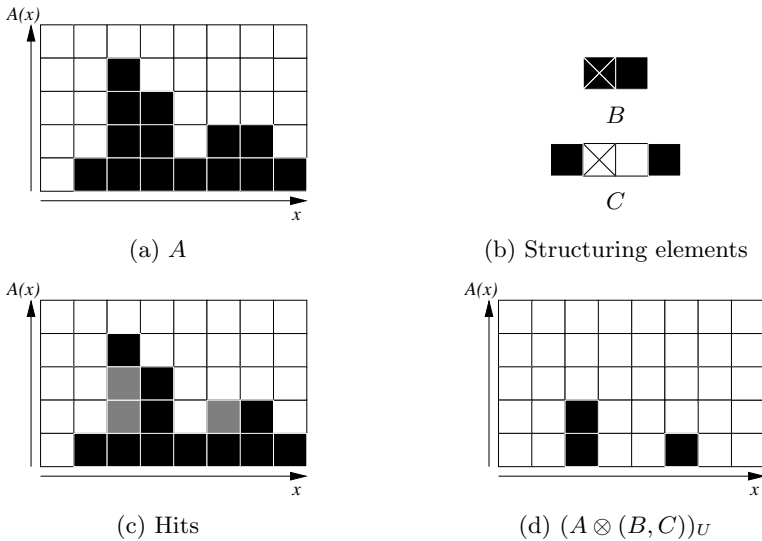 A(x)
x
(a) A
B
C
(b) Structuring elements
A(x)
x
(c) Hits
A(x)
x
(d) (A ⊗ (B, C))_U